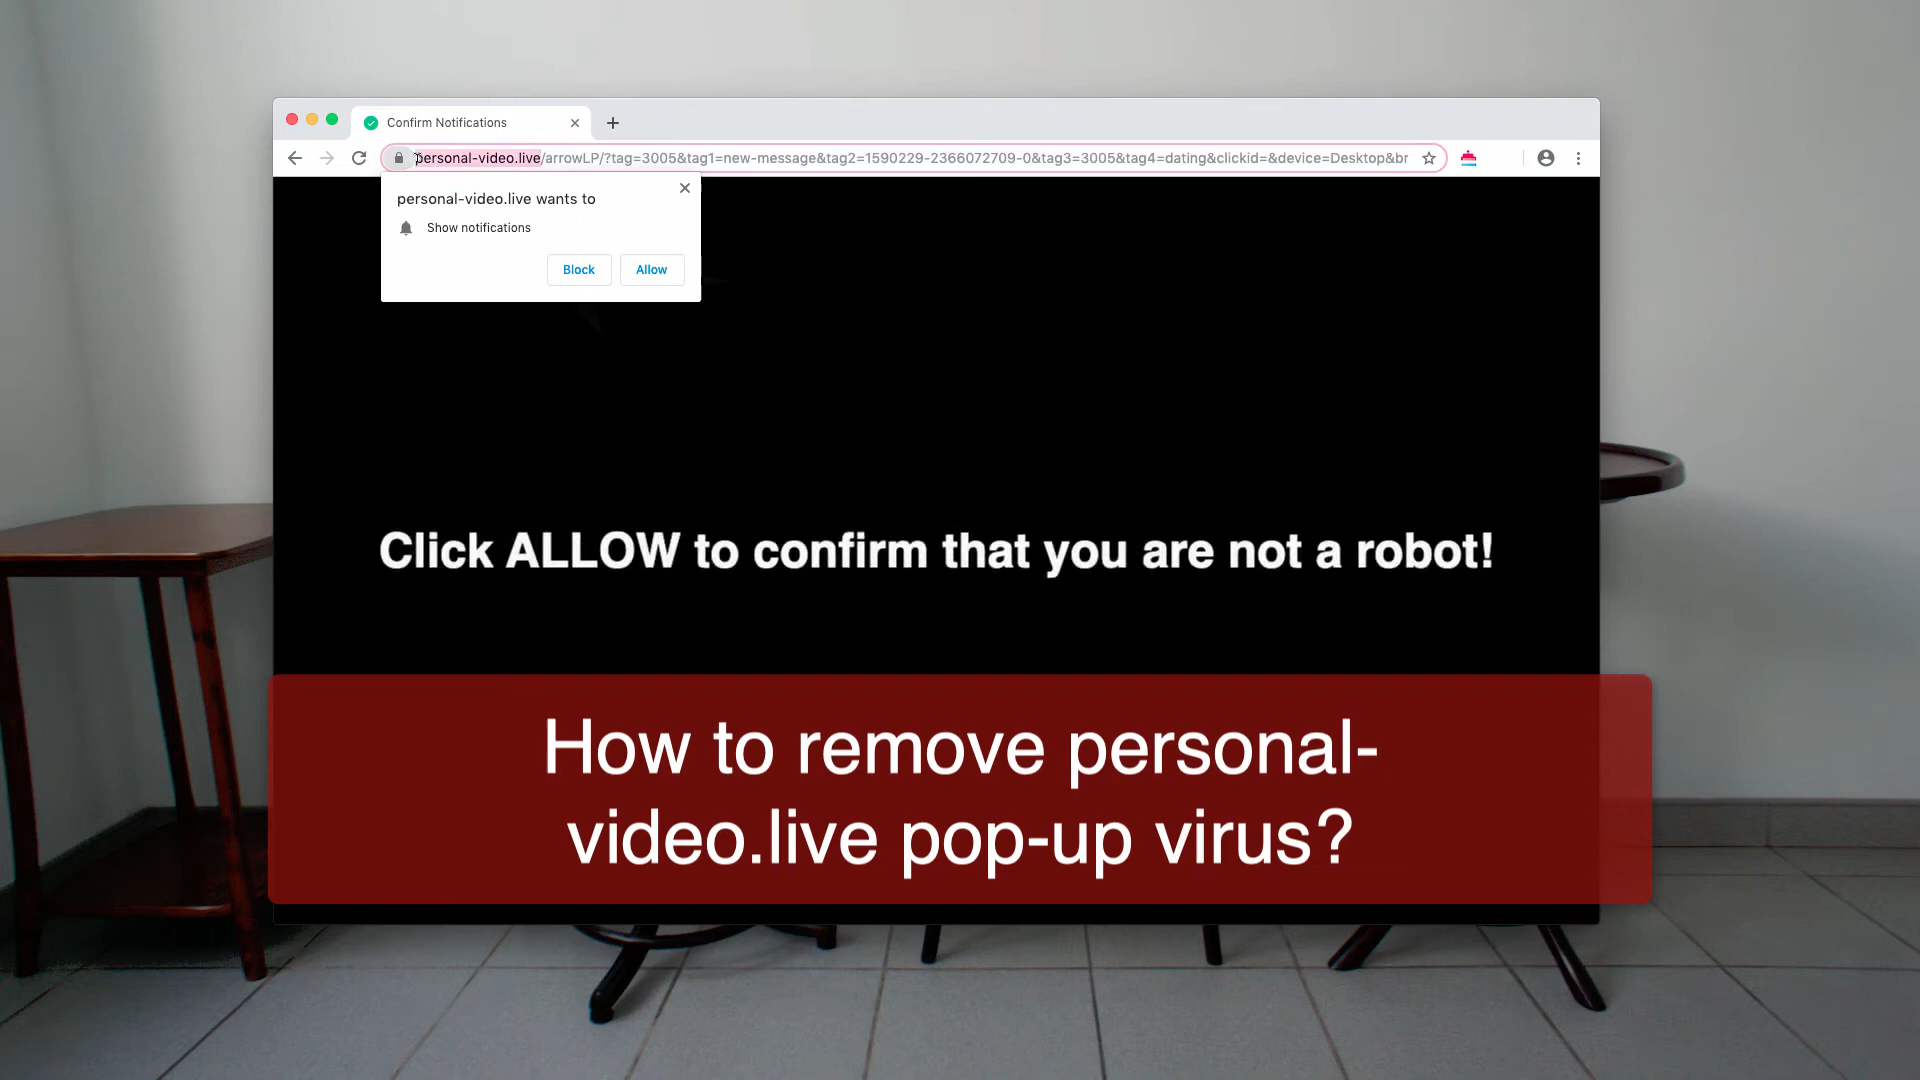 Confirm Notifications
personal-video.live/arrowLP/?tag=3005&tag1=new-message&tag2=1590229-2366072709-0&tag3=3005&tag4=dating&clickid=&device=Desktop&br
personal-video.live wants to
Show notifications
Block Allow
Click ALLOW to confirm that you are not a robot!
How to remove personal-
video.live pop-up virus?